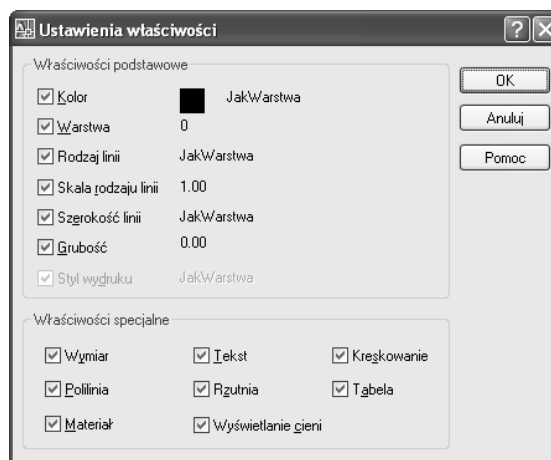 Ustawienia właściwości
Właściwości podstawowe
Kolor JakWarstwa
Warstwa 0
Rodzaj linii JakWarstwa
Skala rodzaju linii 1.00
Szerokość linii JakWarstwa
Grubość 0.00
Styl wydruku JakWarstwa
OK
Anuluj
Pomoc
Właściwości specjalne
Wymiar Tekst Kreskowanie
Polilinia Rzutnia Tabela
Materiał Wyświetlanie cieni